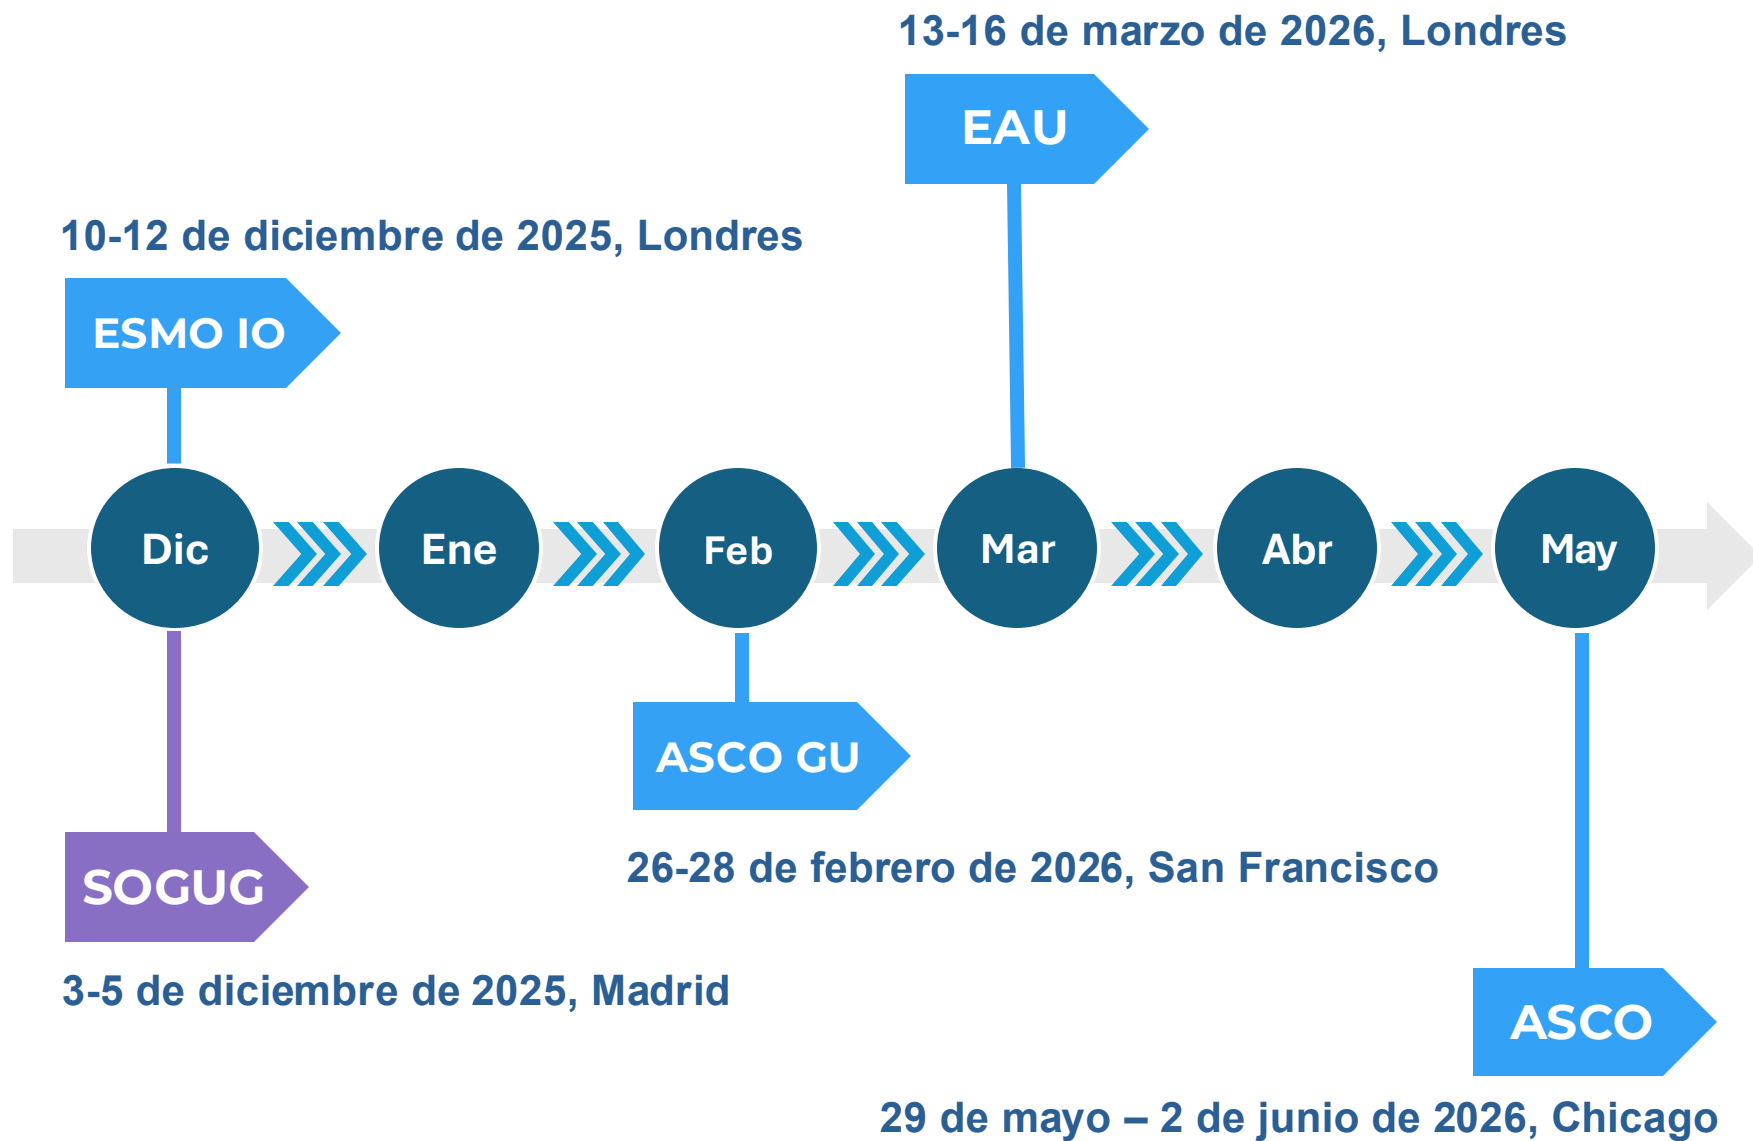 13-16 de marzo de 2026, Londres
EAU
10-12 de diciembre de 2025, Londres
ESMO IO
Dic
Ene
Feb
Mar
Abr
May
ASCO GU
26-28 de febrero de 2026, San Francisco
SOGUG
3-5 de diciembre de 2025, Madrid
ASCO
29 de mayo – 2 de junio de 2026, Chicago